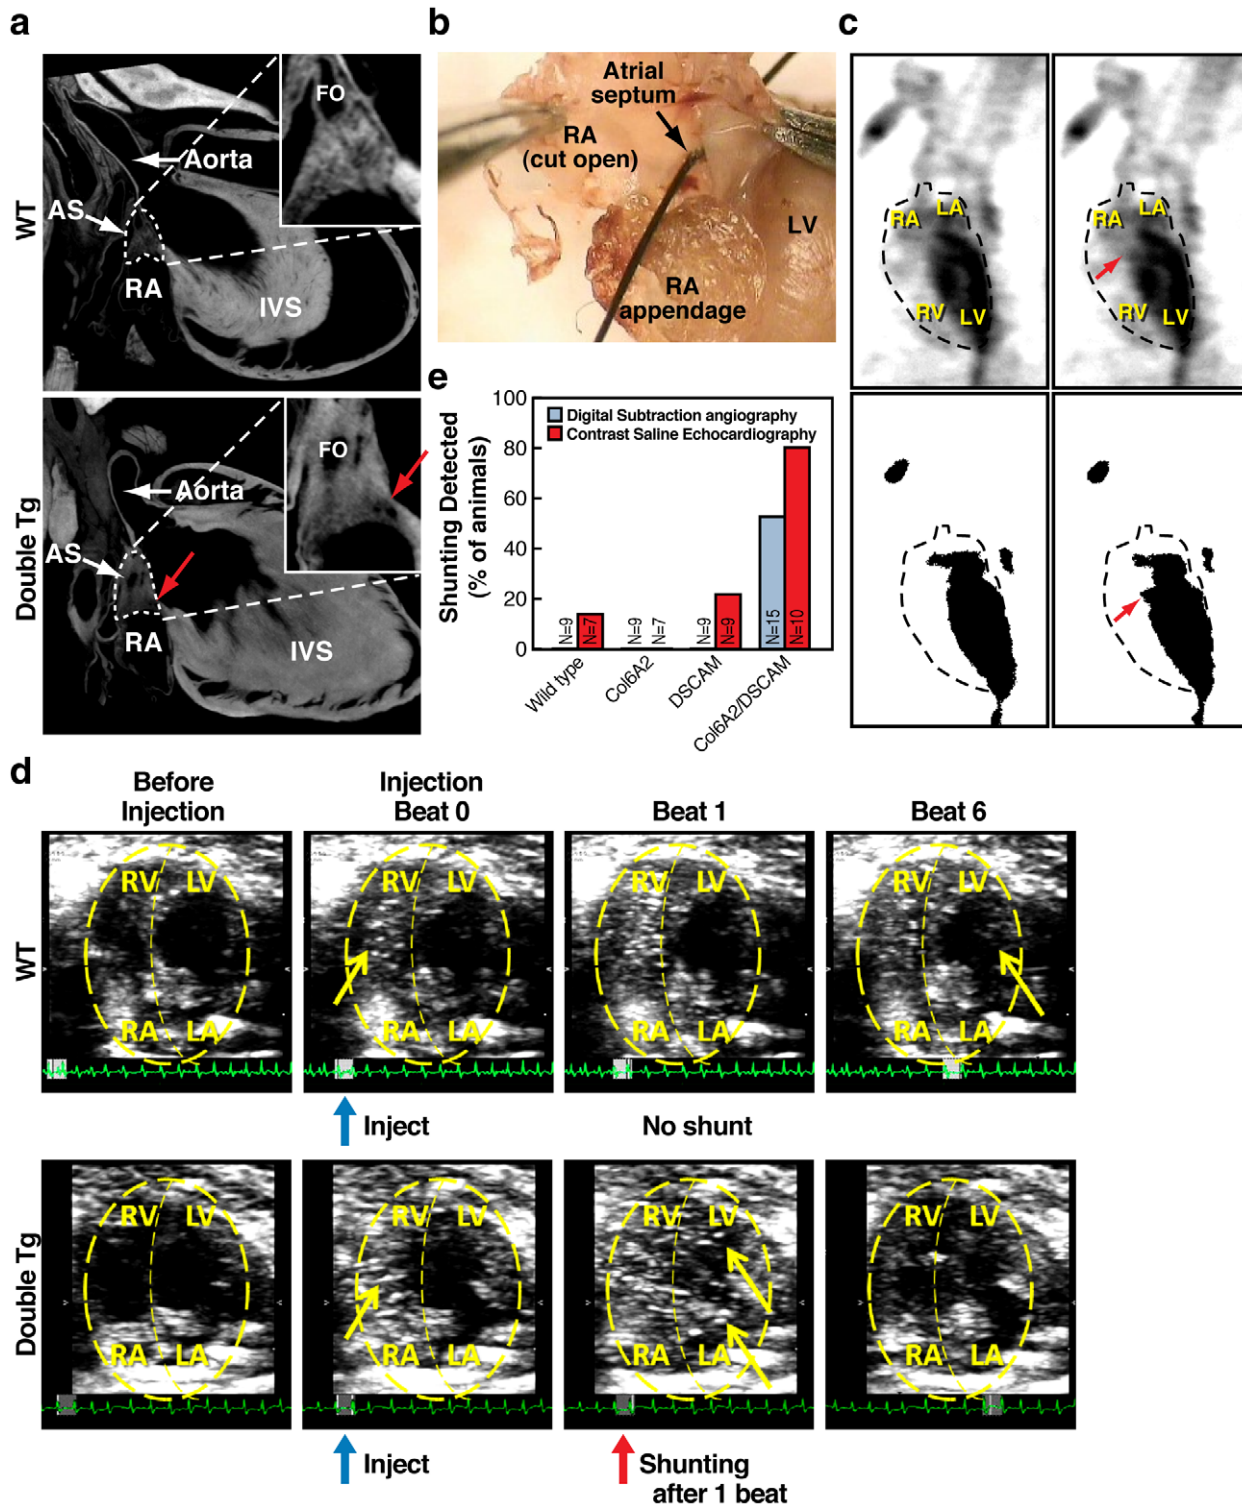 a
WT
FO
Aorta
AS
RA
IVS
Double Tg
FO
Aorta
AS
RA
IVS
b
Atrial
septum
RA
(cut open)
LV
RA
appendage
c
RA
LA
RV
LV
RA
LA
RV
LV
e
Shunting Detected
(% of animals)
100
80
60
40
20
0
Digital Subtraction angiography
Contrast Saline Echocardiography
N=9
N=7
N=9
N=7
N=9
N=9
N=15
N=10
Wild type
Col6A2
DSCAM
Col6A2/DSCAM
d
Before
Injection
Injection
Beat 0
Beat 1
Beat 6
WT
RV LV
RA LA
RV LV
RA LA
RV LV
RA LA
RV LV
RA LA
Inject
No shunt
Double Tg
RV LV
RA LA
RV LV
RA LA
RV LV
RA LA
RV LV
RA LA
Inject
Shunting
after 1 beat